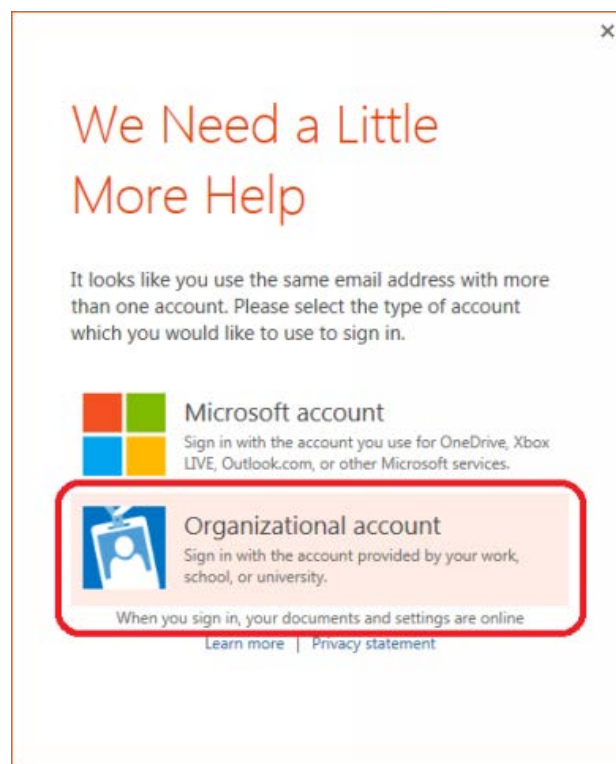 We Need a Little
More Help
It looks like you use the same email address with more
than one account. Please select the type of account
which you would like to use to sign in.
Microsoft account
Sign in with the account you use for OneDrive, Xbox
LIVE, Outlook.com, or other Microsoft services.
Organizational account
Sign in with the account provided by your work,
school, or university.
When you sign in, your documents and settings are online
Learn more | Privacy statement